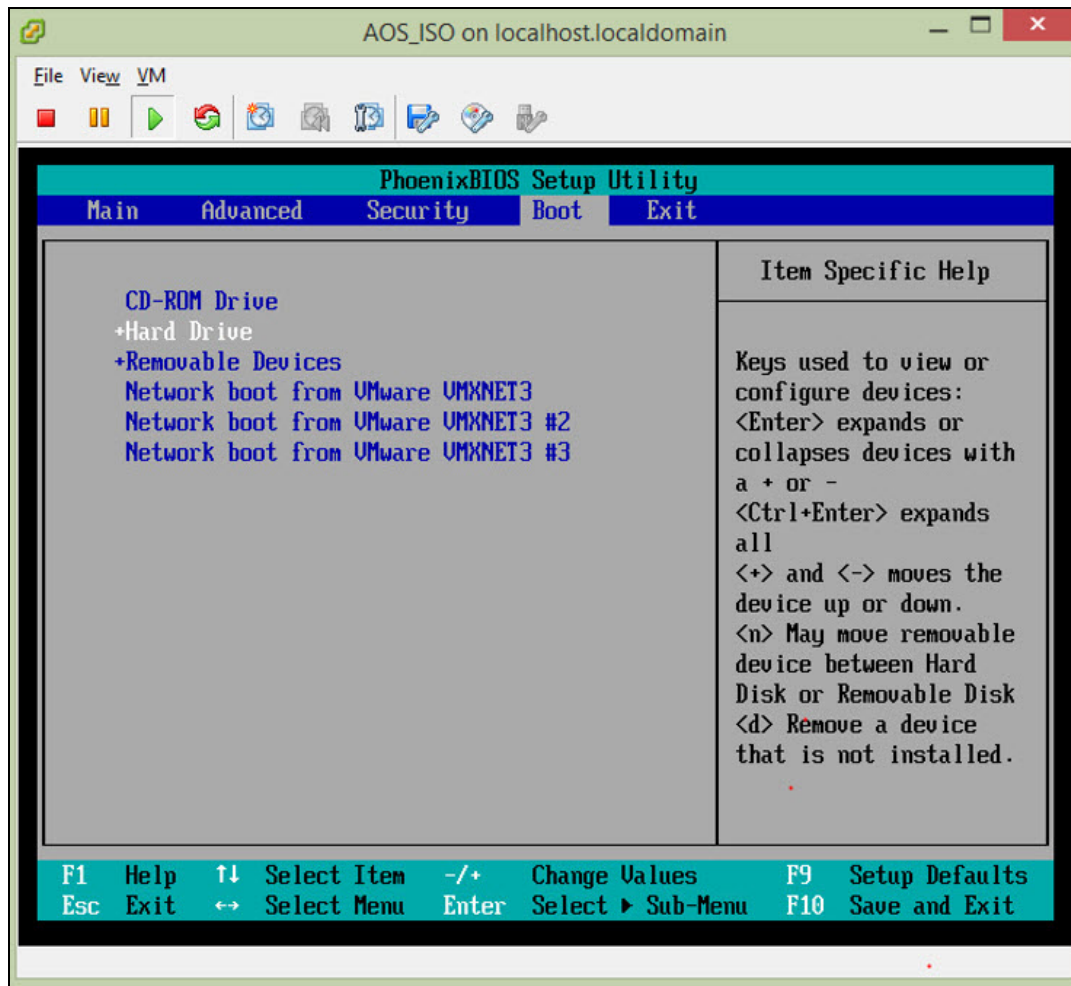 AOS_ISO on localhost.localdomain
File View VM
PhoenixBIOS Setup Utility
Main Advanced Security Boot Exit
CD-ROM Drive
+Hard Drive
+Removable Devices
Network boot from VMware VMXNET3
Network boot from VMware VMXNET3 #2
Network boot from VMware VMXNET3 #3
Item Specific Help
Keys used to view or
configure devices:
<Enter> expands or
collapses devices with
a + or -
<Ctrl+Enter> expands
all
<+> and <-> moves the
device up or down.
<n> May move removable
device between Hard
Disk or Removable Disk
<d> Remove a device
that is not installed.
F1 Help ↑↓ Select Item -/+ Change Values F9 Setup Defaults
Esc Exit ↔ Select Menu Enter Select ▶ Sub-Menu F10 Save and Exit